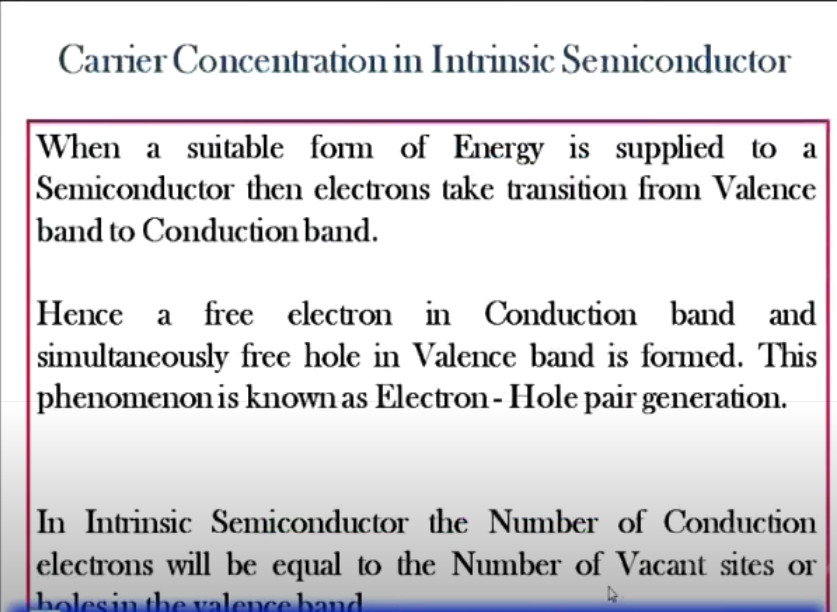 Carrier Concentration in Intrinsic Semiconductor
When a suitable form of Energy is supplied to a
Semiconductor then electrons take transition from Valence
band to Conduction band.
Hence a free electron in Conduction band and
simultaneously free hole in Valence band is formed. This
phenomenon is known as Electron - Hole pair generation.
In Intrinsic Semiconductor the Number of Conduction
electrons will be equal to the Number of Vacant sites or
holes in the valence band